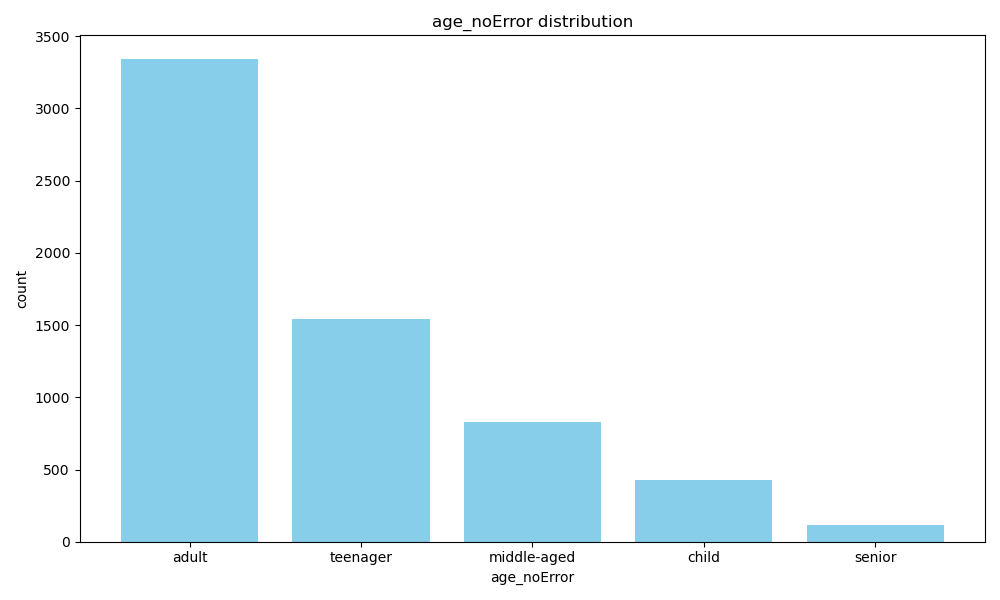 age_noError distribution
3500
3000
2500
2000
1500
1000
500
0
count
adult teenager middle-aged child senior
age_noError